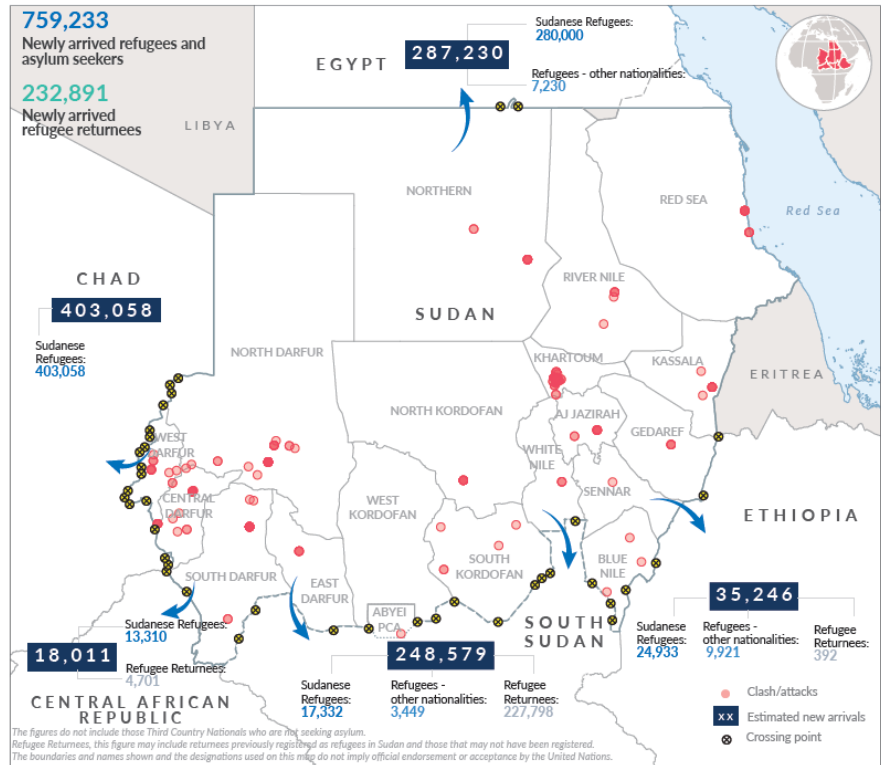 759,233
Newly arrived refugees and
asylum seekers
232,891
Newly arrived
refugee returnees
LIBYA
EGYPT
287,230
Sudanese Refugees:
280,000
Refugees - other nationalities:
7,230
Red Sea
NORTHERN
RED SEA
RIVER NILE
CHAD
403,058
Sudanese
Refugees:
403,058
SUDAN
NORTH DARFUR
KHARTOUM
KASSALA
ERITREA
NORTH KORDOFAN
AJ JAZIRAH
GEDAREF
WEST
DARFUR
WHITE
NILE
SENNAR
CENTRAL
DARFUR
WEST
KORDOFAN
ETHIOPIA
SOUTH
KORDOFAN
BLUE
NILE
SOUTH DARFUR
EAST
DARFUR
ABYEI
PCA
SOUTH
SUDAN
35,246
Sudanese
Refugees:
24,933
Refugees -
other nationalities:
9,921
Refugee
Returnees:
392
Sudanese Refugees:
13,310
18,011
Refugee Returnees:
4,701
CENTRAL AFRICAN
REPUBLIC
248,579
Sudanese
Refugees:
17,332
Refugees -
other nationalities:
3,449
Refugee
Returnees:
227,798
Clash/attacks
xx Estimated new arrivals
Crossing point
The figures do not include those Third Country Nationals who are not seeking asylum.
Refugee Returnees, this figure may include returnees previously registered as refugees in Sudan and those that may not have been registered.
The boundaries and names shown and the designations used on this map do not imply official endorsement or acceptance by the United Nations.